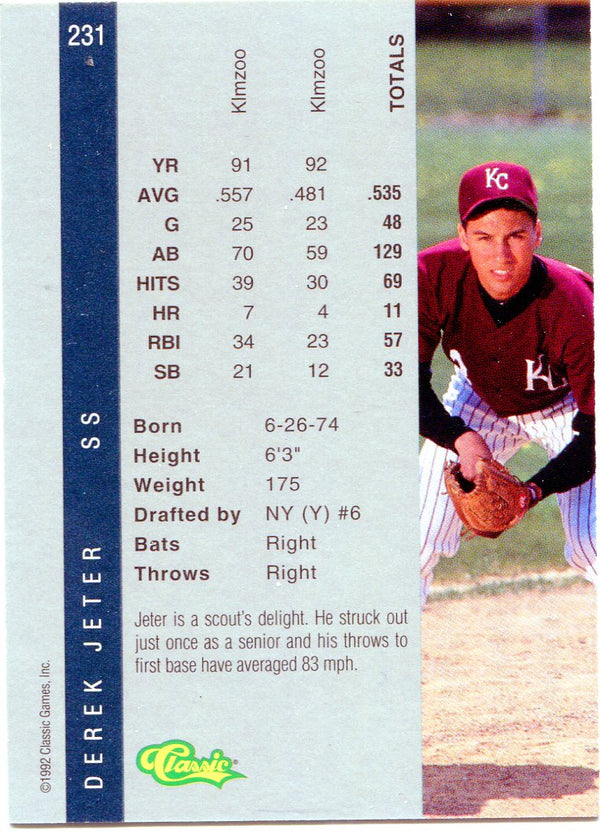 231
Klmzoo Klmzoo TOTALS
YR 91 92
AVG .557 .481 .535
G 25 23 48
AB 70 59 129
HITS 39 30 69
HR 7 4 11
RBI 34 23 57
SB 21 12 33
Born 6-26-74
Height 6'3"
Weight 175
Drafted by NY (Y) #6
Bats Right
Throws Right
Jeter is a scout's delight. He struck out
just once as a senior and his throws to
first base have averaged 83 mph.
Classic
DEREK JETER SS
©1992 Classic Games, Inc.
KC
K